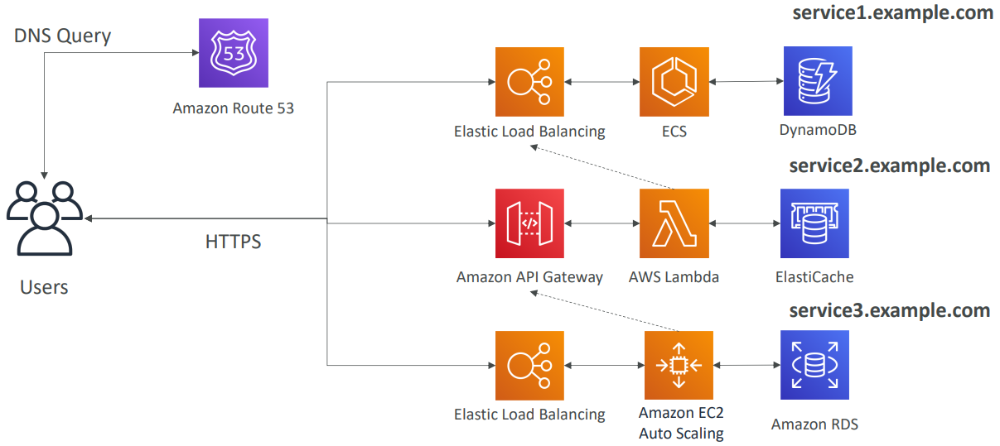 service1.example.com
DNS Query
53
Amazon Route 53
Elastic Load Balancing
ECS
DynamoDB
service2.example.com
</>
HTTPS
Users
Amazon API Gateway
AWS Lambda
ElastiCache
service3.example.com
Elastic Load Balancing
Amazon EC2
Auto Scaling
Amazon RDS